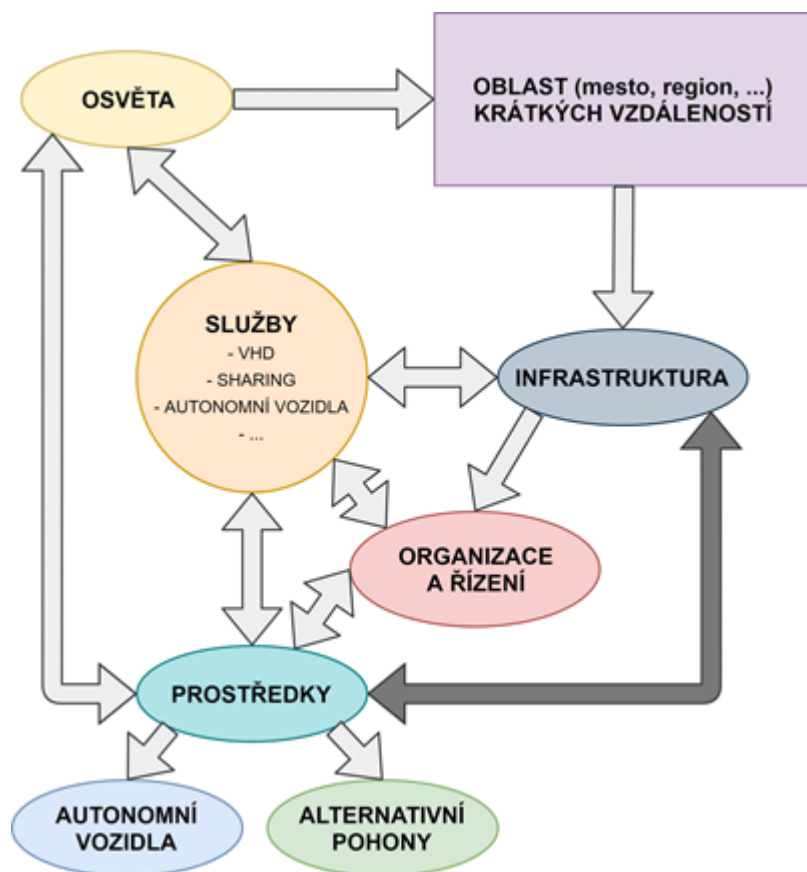 OSVĚTA
OBLAST (mesto, region, ...)
KRÁTKÝCH VZDÁLENOSTÍ
SLUŽBY
- VHD
- SHARING
- AUTONOMNÍ VOZIDLA
- ...
INFRASTRUKTURA
ORGANIZACE
A ŘÍZENÍ
PROSTŘEDKY
AUTONOMNÍ
VOZIDLA
ALTERNATIVNÍ
POHONY